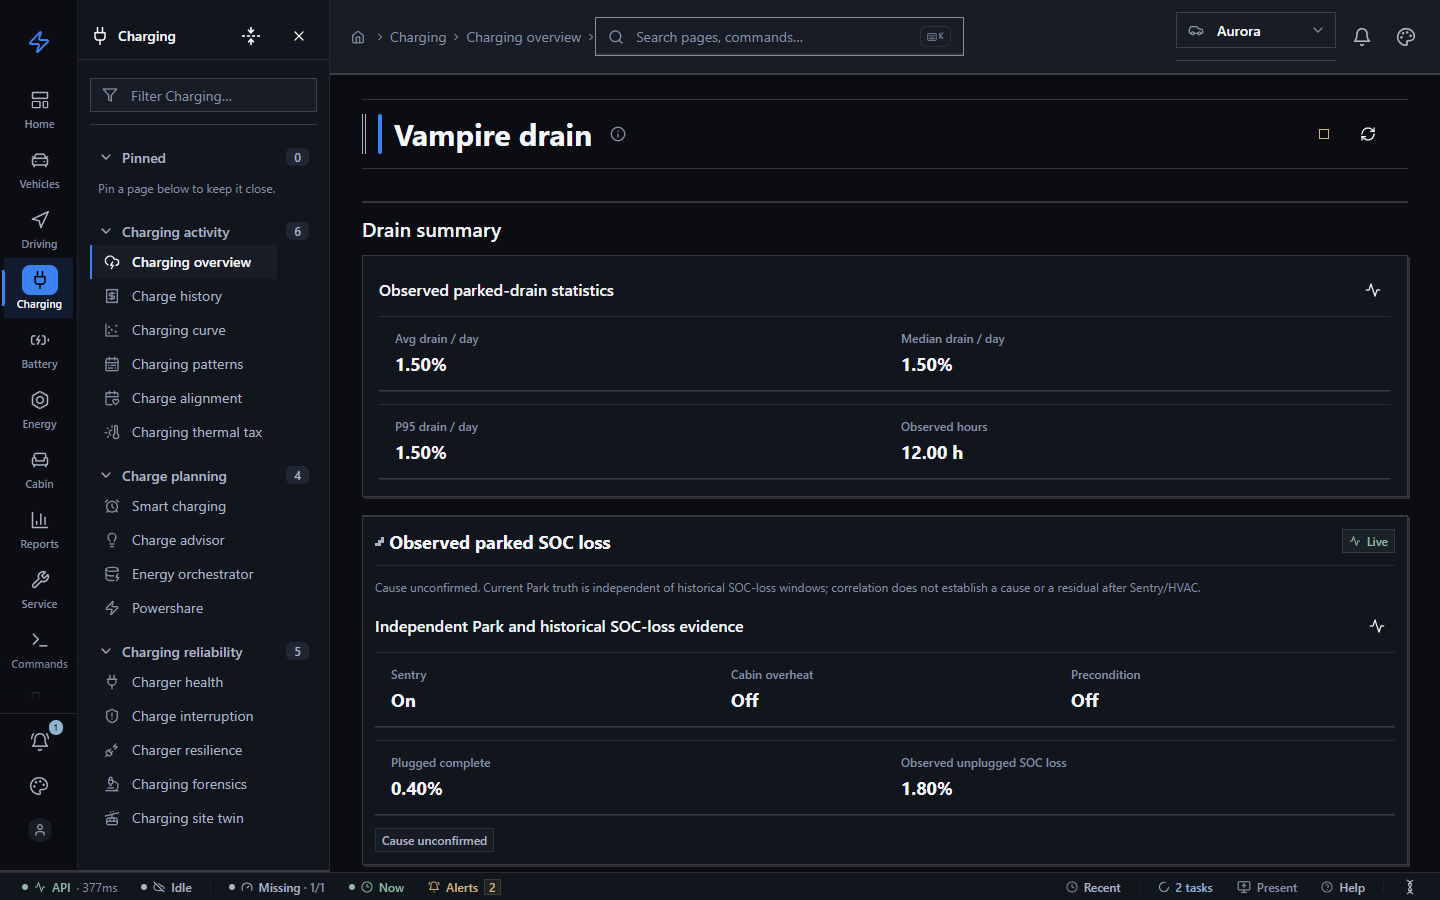 Charging
Charging
Charging overview
Search pages, commands...
K
Aurora
Home
Vehicles
Driving
Charging
Battery
Energy
Cabin
Reports
Service
Commands
1
Filter Charging...
Pinned
0
Pin a page below to keep it close.
Charging activity
6
Charging overview
Charge history
Charging curve
Charging patterns
Charge alignment
Charging thermal tax
Charge planning
4
Smart charging
Charge advisor
Energy orchestrator
Powershare
Charging reliability
5
Charger health
Charge interruption
Charger resilience
Charging forensics
Charging site twin
Vampire drain
Drain summary
Observed parked-drain statistics
Avg drain / day
1.50%
Median drain / day
1.50%
P95 drain / day
1.50%
Observed hours
12.00 h
Observed parked SOC loss
Live
Cause unconfirmed. Current Park truth is independent of historical SOC-loss windows; correlation does not establish a cause or a residual after Sentry/HVAC.
Independent Park and historical SOC-loss evidence
Sentry
On
Cabin overheat
Off
Precondition
Off
Plugged complete
0.40%
Observed unplugged SOC loss
1.80%
Cause unconfirmed
API · 377ms
Idle
Missing · 1/1
Now
Alerts 2
Recent
2 tasks
Present
Help